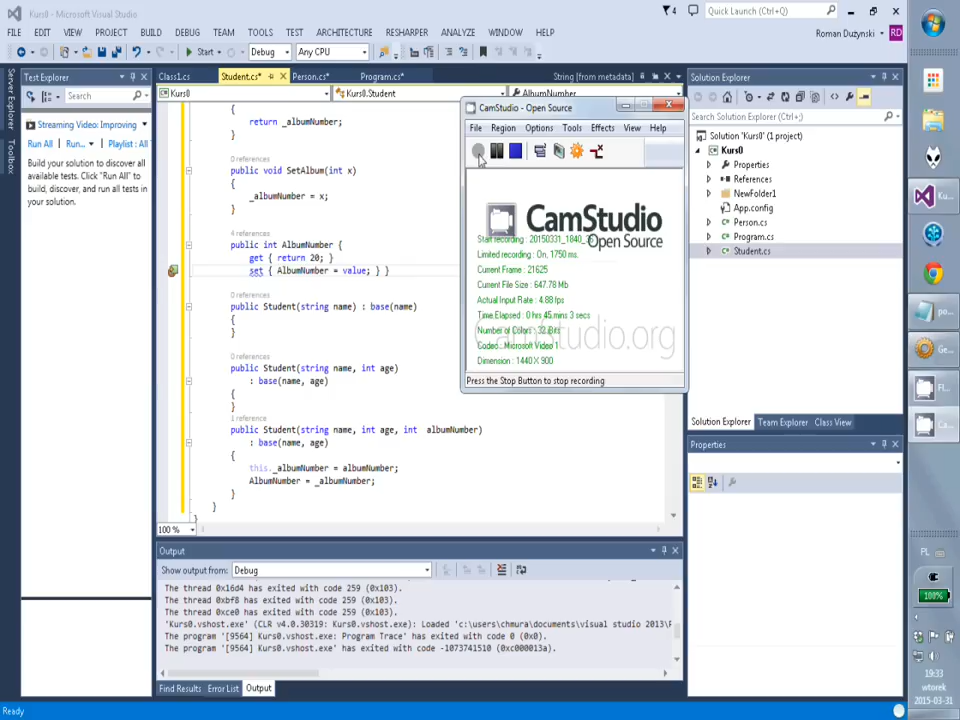 Kurs0 - Microsoft Visual Studio
4
Quick Launch (Ctrl+Q)
FILE EDIT VIEW PROJECT BUILD DEBUG TEAM TOOLS TEST ARCHITECTURE RESHARPER ANALYZE WINDOW HELP
Roman Duzynski RD
Start Debug Any CPU
Server Explorer
Toolbox
Test Explorer
Search
Streaming Video: Improving
Run All Run... Playlist : All
Build your solution to discover all
available tests. Click "Run All" to
build, discover, and run all tests in
your solution.
Class1.cs Student.cs* Person.cs* Program.cs* String [from metadata]
Kurs0 Kurs0.Student AlbumNumber
{
return _albumNumber;
}
0 references
public void SetAlbum(int x)
{
_albumNumber = x;
}
4 references
public int AlbumNumber {
get { return 20; }
set { AlbumNumber = value; } }
0 references
public Student(string name) : base(name)
{
}
0 references
public Student(string name, int age)
: base(name, age)
{
}
1 reference
public Student(string name, int age, int albumNumber)
: base(name, age)
{
this._albumNumber = albumNumber;
AlbumNumber = _albumNumber;
}
}
}
100 %
CamStudio - Open Source
File Region Options Tools Effects View Help
CamStudio
Open Source
CamStudio.org
Limited recording : On, 1750 ms.
Current Frame : 21625
Current File Size : 647.78 Mb
Actual Input Rate : 4.88 fps
Time Elapsed : 0 hrs 45 mins 3 secs
Number of Colors : 32 Bits
Codec : Microsoft Video 1
Dimension : 1440 X 900
Press the Stop Button to stop recording
Solution Explorer
Search Solution Explorer (Ctrl+;)
Solution 'Kurs0' (1 project)
Kurs0
Properties
References
NewFolder1
App.config
Person.cs
Program.cs
Student.cs
Solution Explorer Team Explorer Class View
Properties
Output
Show output from: Debug
The thread 0x16d4 has exited with code 259 (0x103).
The thread 0xbf8 has exited with code 259 (0x103).
The thread 0xce0 has exited with code 259 (0x103).
'Kurs0.vshost.exe' (CLR v4.0.30319: Kurs0.vshost.exe): Loaded 'c:\users\chmura\documents\visual studio 2013\
The program '[9564] Kurs0.vshost.exe: Program Trace' has exited with code 0 (0x0).
The program '[9564] Kurs0.vshost.exe' has exited with code -1073741510 (0xc000013a).
Find Results Error List Output
Ready
Ku...
po...
Ge...
PL
100%
19:33
wtorek
2015-03-31